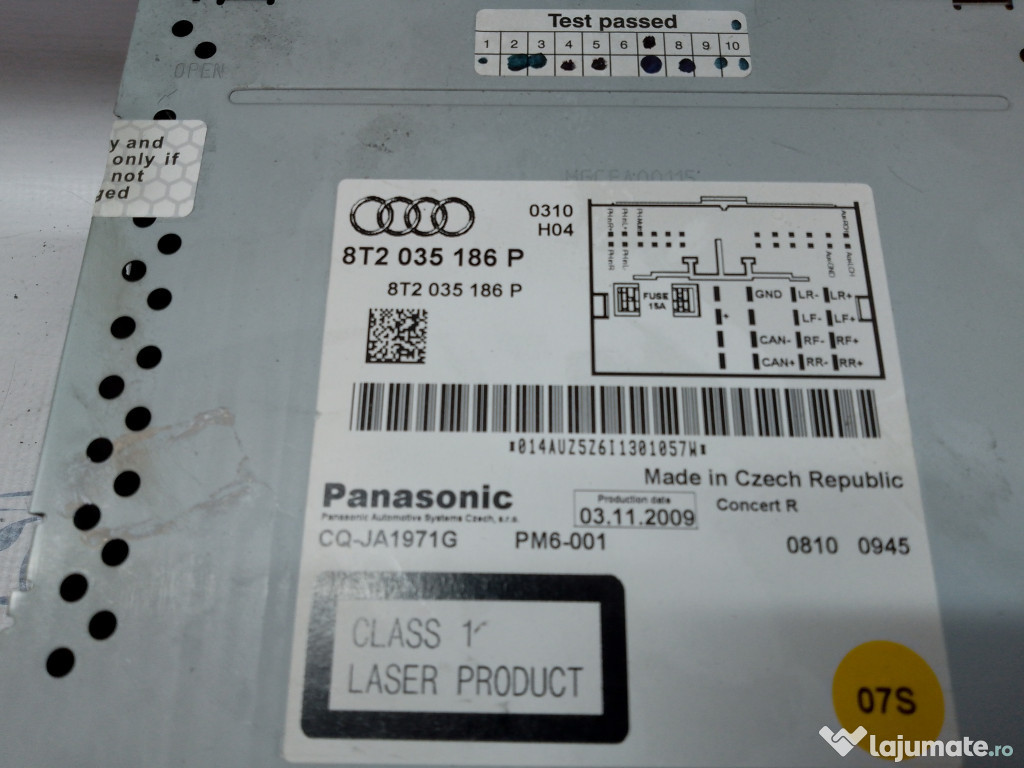 Test passed
1 2 3 4 5 6 8 9 10
OPEN
y and
only if
not
ged
8T2 035 186 P
8T2 035 186 P
0310
H04
FUSE
15A
+
GND LR- LR+
LF- LF+
CAN- RF- RF+
CAN+ RR- RR+
*014AUZ5Z6I1301057W*
Made in Czech Republic
Panasonic
Panasonic Automotive Systems Czech, s.r.o.
Production date
03.11.2009
Concert R
CQ-JA1971G PM6-001
0810 0945
CLASS 1
LASER PRODUCT
07S
lajumate.ro